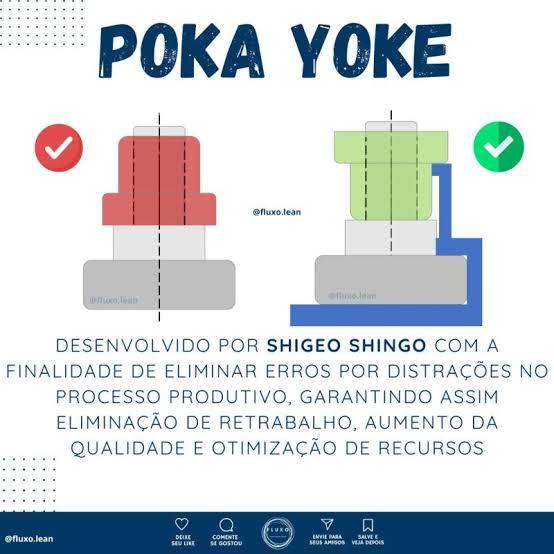 POKA YOKE
@fluxo.lean
@fluxo.lean
@fluxo.lean
DESENVOLVIDO POR SHIGEO SHINGO COM A
FINALIDADE DE ELIMINAR ERROS POR DISTRAÇÕES NO
PROCESSO PRODUTIVO, GARANTINDO ASSIM
ELIMINAÇÃO DE RETRABALHO, AUMENTO DA
QUALIDADE E OTIMIZAÇÃO DE RECURSOS
@fluxo.lean
DEIXE
SEU LIKE
COMENTE
SE GOSTOU
FLUXO
ENVIE PARA
SEUS AMIGOS
SALVE E
VEJA DEPOIS